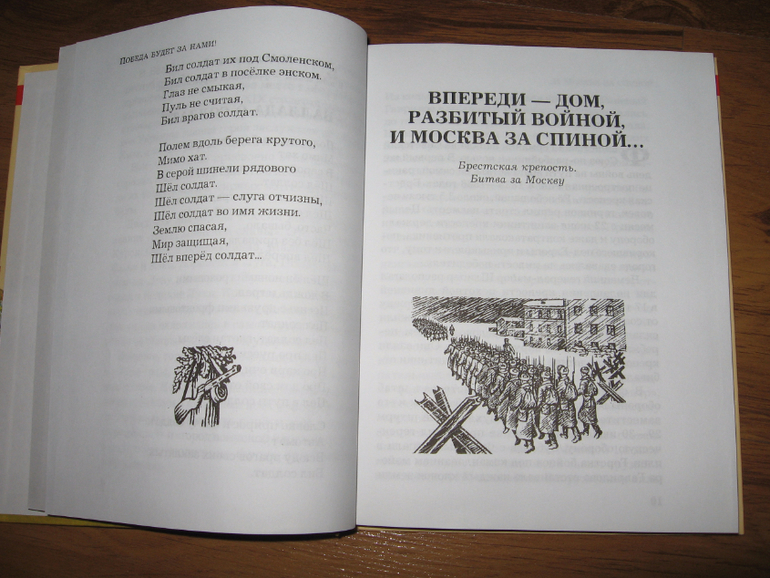 ПОБЕДА БУДЕТ ЗА НАМИ!
Бил солдат их под Смоленском,
Бил солдат в посёлке энском.
Глаз не смыкая,
Пуль не считая,
Бил врагов солдат.
Полем вдоль берега крутого,
Мимо хат.
В серой шинели рядового
Шёл солдат.
Шёл солдат — слуга отчизны,
Шёл солдат во имя жизни.
Землю спасая,
Мир защищая,
Шёл вперёд солдат...
ВПЕРЕДИ — ДОМ,
РАЗБИТЫЙ ВОЙНОЙ,
И МОСКВА ЗА СПИНОЙ...
Брестская крепость.
Битва за Москву